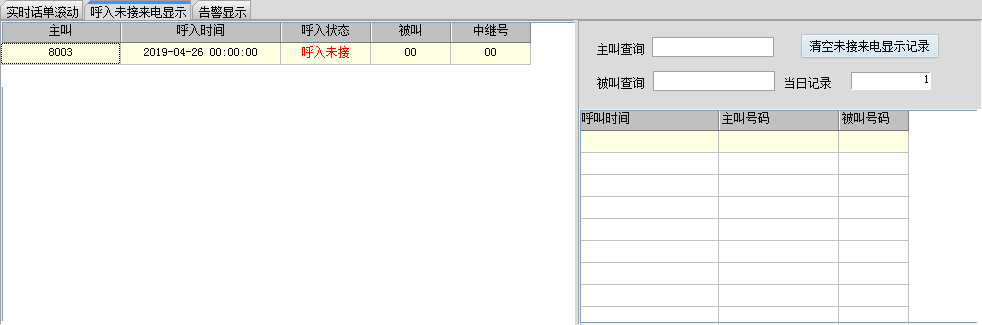 实时话单滚动 呼入未接来电显示 告警显示
主叫 呼入时间 呼入状态 被叫 中继号
8003 2019-04-26 00:00:00 呼入未接 00 00
主叫查询 清空未接来电显示记录
被叫查询 当日记录 1
呼叫时间 主叫号码 被叫号码